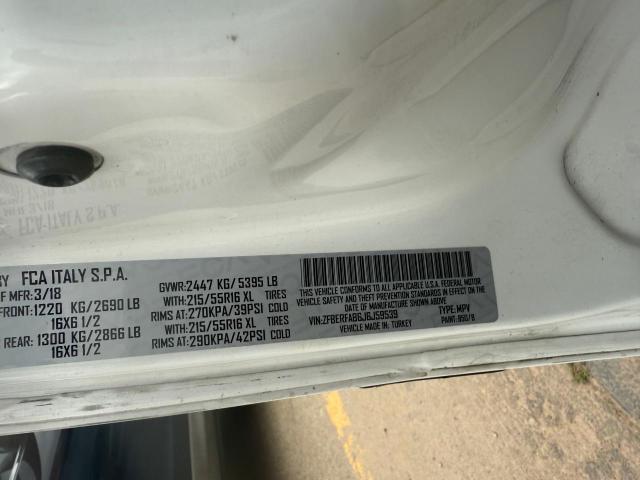 RY FCA ITALY S.P.A.
F MFR: 3/18 GVWR: 2447 KG/ 5395 LB
FRONT: 1220 KG/2690 LB WITH: 215/55R16 XL TIRES
16X6 1/2 RIMS AT: 270KPA/39PSI COLD
REAR: 1300 KG/2866 LB WITH: 215/55R16 XL TIRES
16X6 1/2 RIMS AT: 290KPA/42PSI COLD
THIS VEHICLE CONFORMS TO ALL APPLICABLE U.S.A. FEDERAL MOTOR
VEHICLE SAFETY, BUMPER AND THEFT PREVENTION STANDARDS IN EFFECT ON THE
DATE OF MANUFACTURE SHOWN ABOVE.
VIN: ZFBERFAB6J6J59539 TYPE: MPV
VEHICLE MADE IN: TURKEY PAINT: